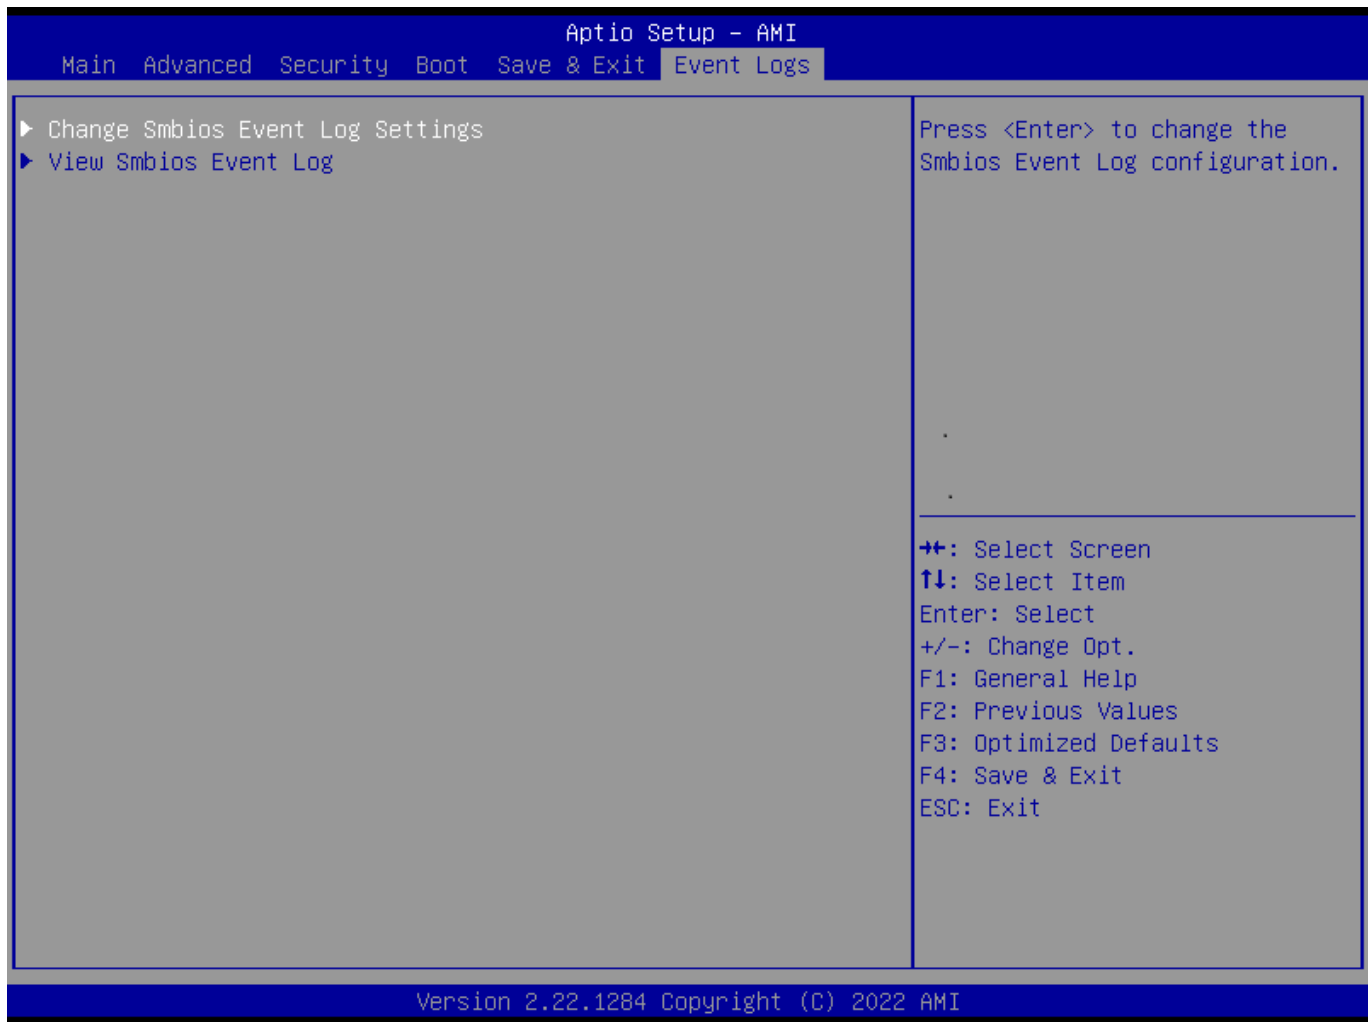 Aptio Setup – AMI
Main Advanced Security Boot Save & Exit Event Logs
▶ Change Smbios Event Log Settings
▶ View Smbios Event Log
Press <Enter> to change the
Smbios Event Log configuration.
→←: Select Screen
↑↓: Select Item
Enter: Select
+/-: Change Opt.
F1: General Help
F2: Previous Values
F3: Optimized Defaults
F4: Save & Exit
ESC: Exit
Version 2.22.1284 Copyright (C) 2022 AMI